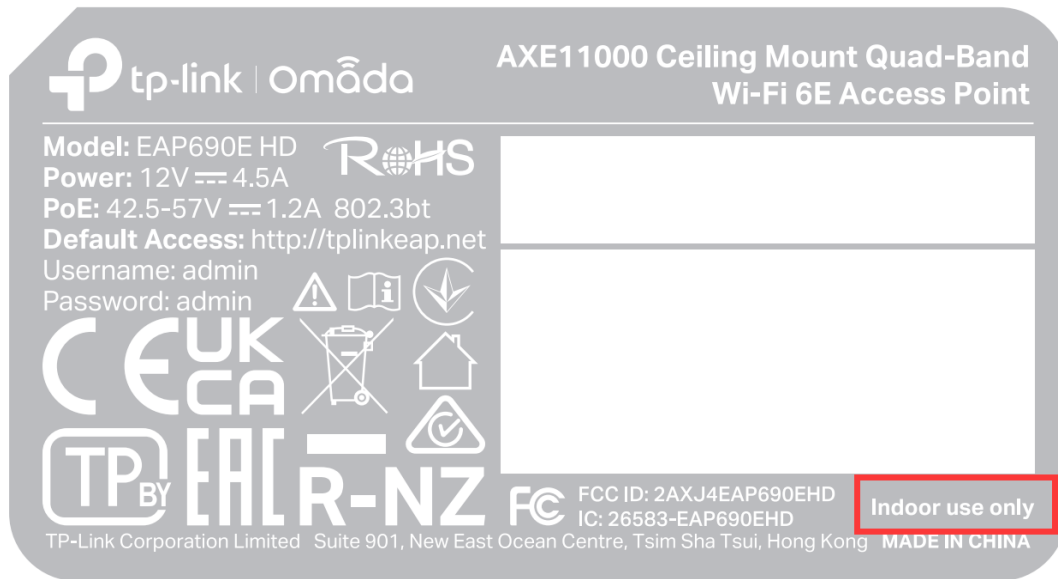 tp-link | omāda
AXE11000 Ceiling Mount Quad-Band
Wi-Fi 6E Access Point
Model: EAP690E HD
RoHS
Power: 12V ⎓ 4.5A
PoE: 42.5-57V ⎓ 1.2A 802.3bt
Default Access: http://tplinkeap.net
Username: admin
Password: admin
CE
UK
CA
TP
BY
EAC
R-NZ
FC
FCC ID: 2AXJ4EAP690EHD
IC: 26583-EAP690EHD
Indoor use only
TP-Link Corporation Limited Suite 901, New East Ocean Centre, Tsim Sha Tsui, Hong Kong MADE IN CHINA